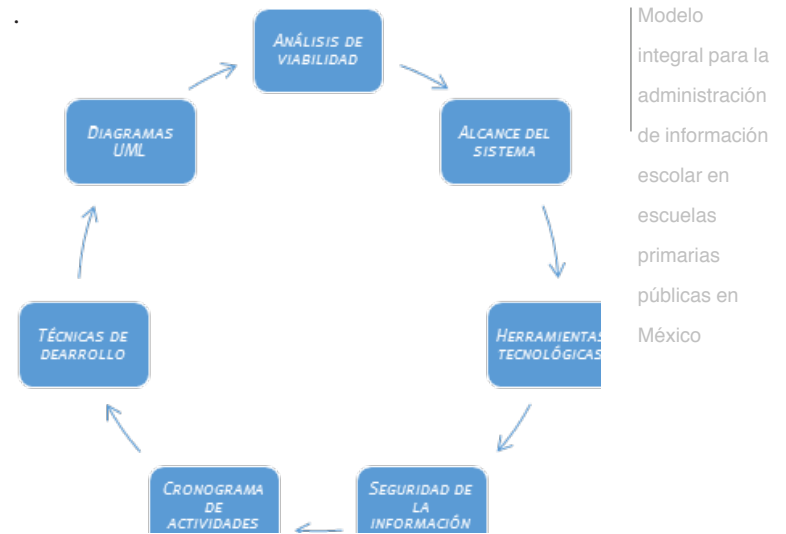 .
ANÁLISIS DE
VIABILIDAD
ALCANCE DEL
SISTEMA
HERRAMIENTAS
TECNOLÓGICAS
SEGURIDAD DE
LA
INFORMACIÓN
CRONOGRAMA
DE
ACTIVIDADES
TÉCNICAS DE
DEARROLLO
DIAGRAMAS
UML
Modelo
integral para la
administración
de información
escolar en
escuelas
primarias
públicas en
México